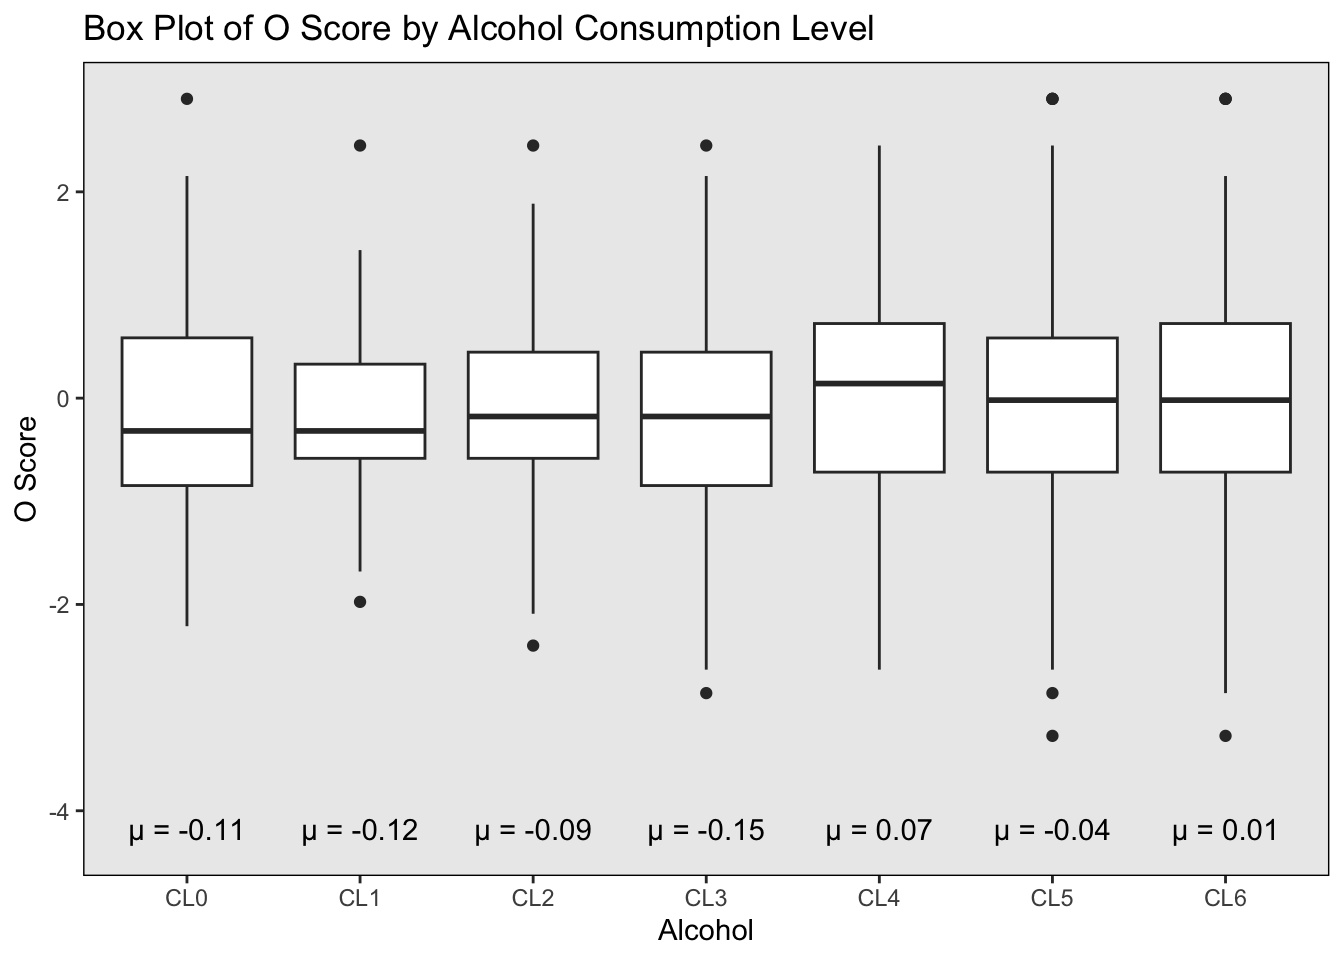 Box Plot of O Score by Alcohol Consumption Level
O Score
2
0
-2
-4
μ = -0.11 μ = -0.12 μ = -0.09 μ = -0.15 μ = 0.07 μ = -0.04 μ = 0.01
CL0 CL1 CL2 CL3 CL4 CL5 CL6
Alcohol